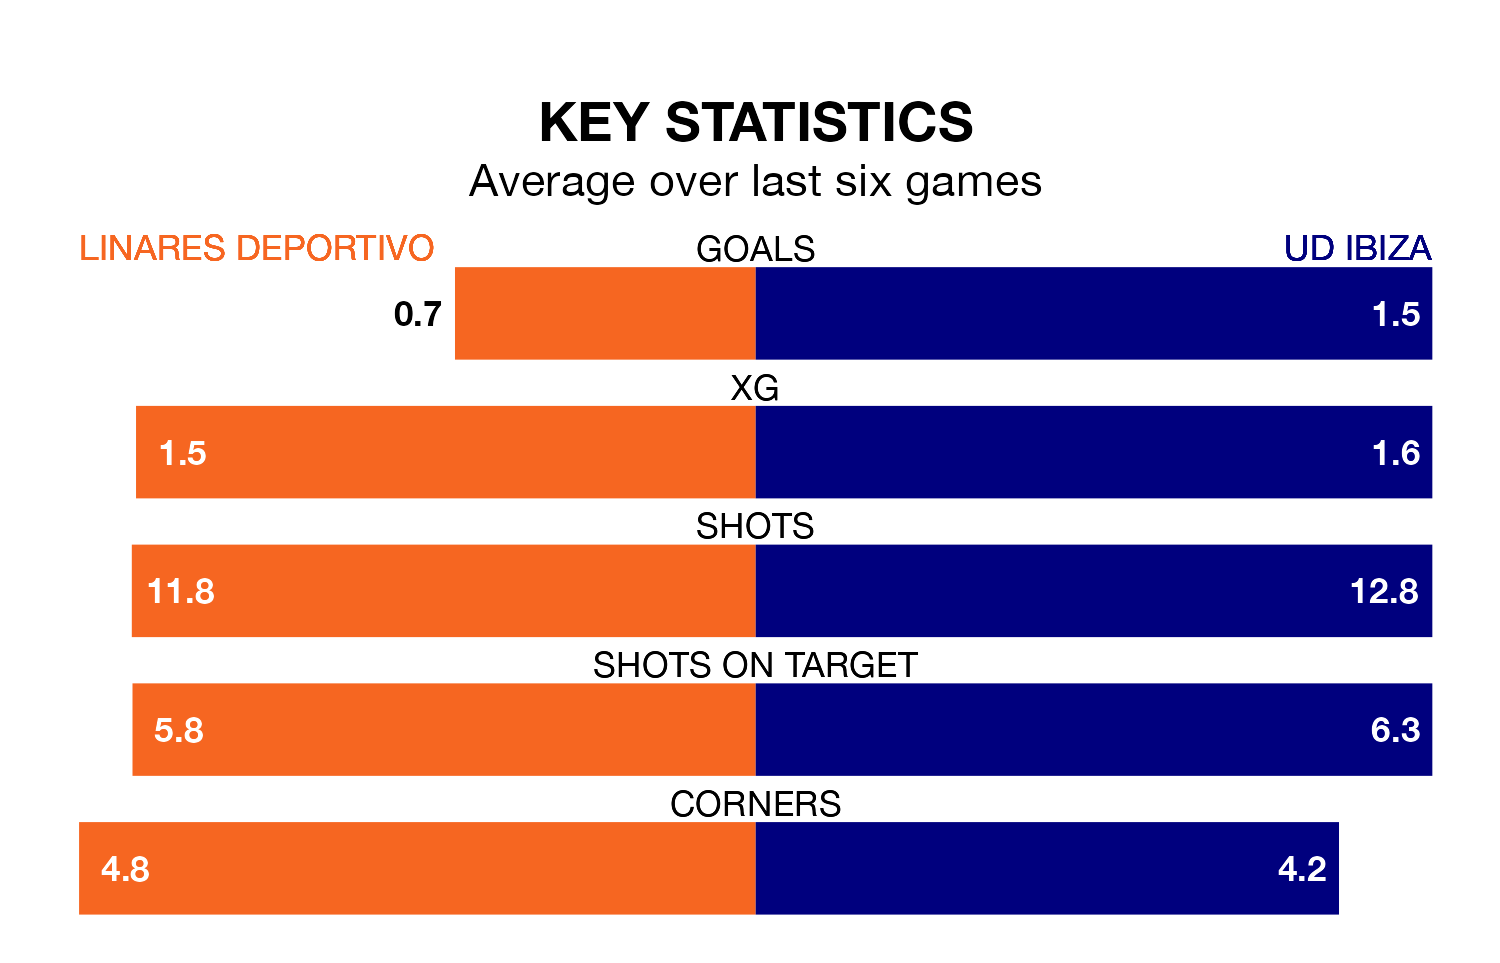 KEY STATISTICS
Average over last six games
LINARES DEPORTIVO GOALS UD IBIZA
0.7 1.5
XG
1.5 1.6
SHOTS
11.8 12.8
SHOTS ON TARGET
5.8 6.3
CORNERS
4.8 4.2